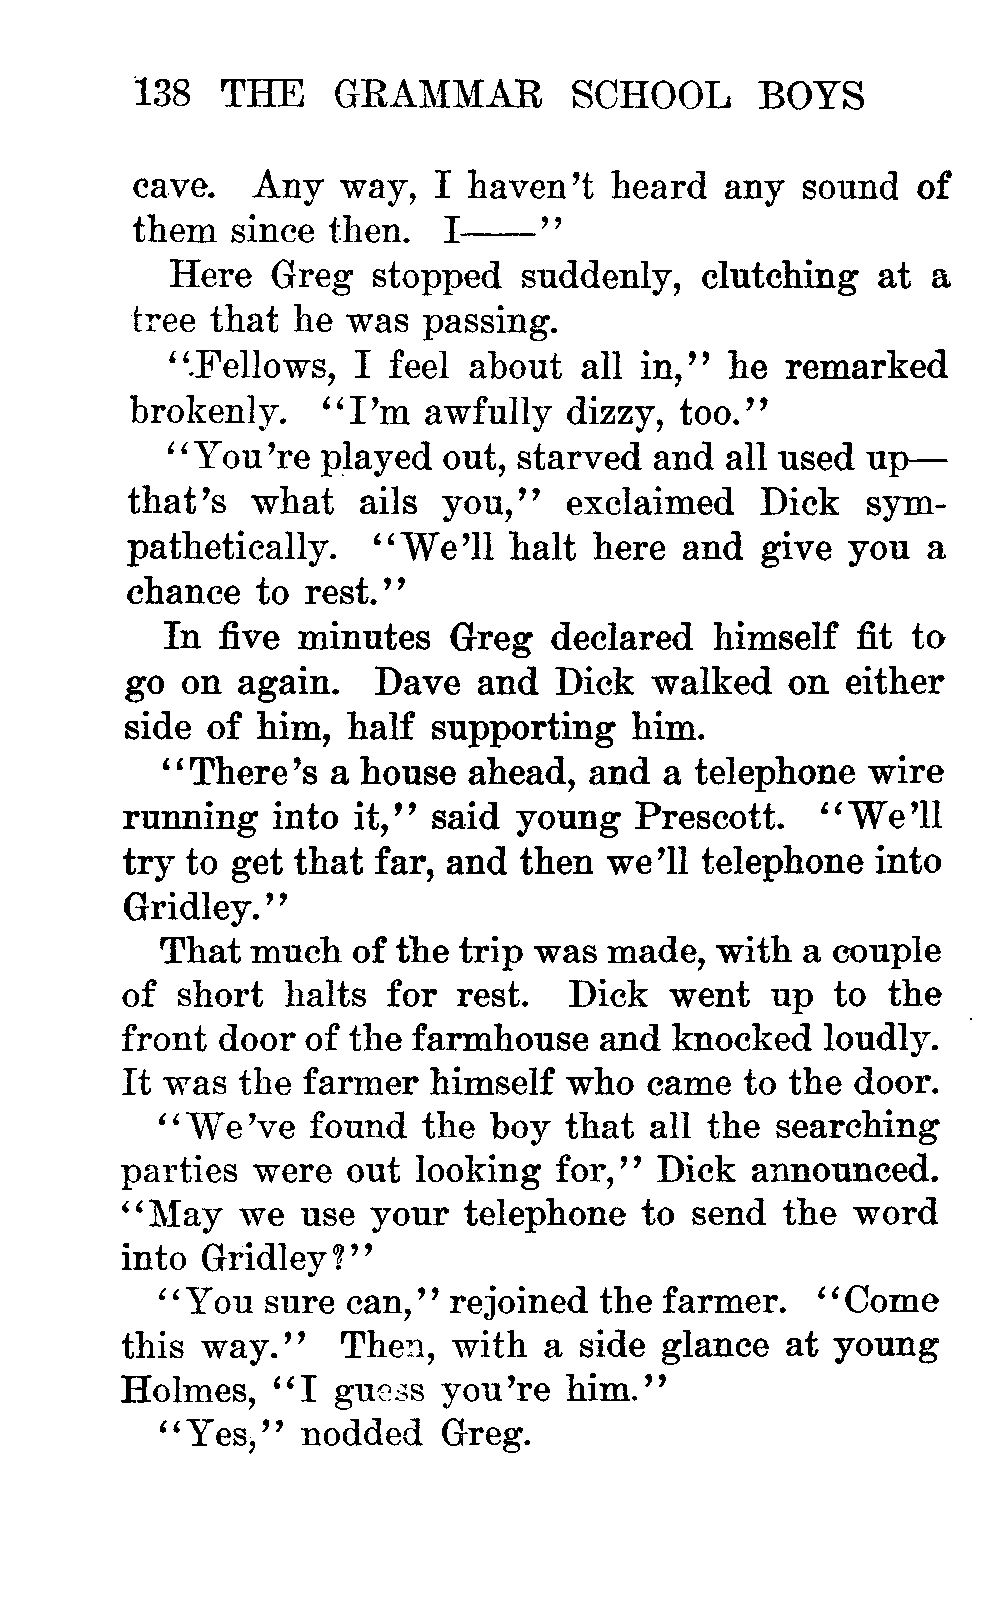 138 THE GRAMMAR SCHOOL BOYS
cave. Any way, I haven't heard any sound of
them since then. I——"
Here Greg stopped suddenly, clutching at a
tree that he was passing.
"Fellows, I feel about all in," he remarked
brokenly. "I'm awfully dizzy, too."
"You're played out, starved and all used up—
that's what ails you," exclaimed Dick sym-
pathetically. "We'll halt here and give you a
chance to rest."
In five minutes Greg declared himself fit to
go on again. Dave and Dick walked on either
side of him, half supporting him.
"There's a house ahead, and a telephone wire
running into it," said young Prescott. "We'll
try to get that far, and then we'll telephone into
Gridley."
That much of the trip was made, with a couple
of short halts for rest. Dick went up to the
front door of the farmhouse and knocked loudly.
It was the farmer himself who came to the door.
"We've found the boy that all the searching
parties were out looking for," Dick announced.
"May we use your telephone to send the word
into Gridley?"
"You sure can," rejoined the farmer. "Come
this way." Then, with a side glance at young
Holmes, "I guess you're him."
"Yes," nodded Greg.